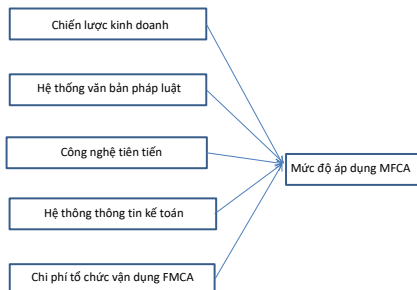 Chiến lược kinh doanh
Hệ thống văn bản pháp luật
Công nghệ tiên tiến
Mức độ áp dụng MFCA
Hệ thông thông tin kế toán
Chi phí tổ chức vận dụng FMCA